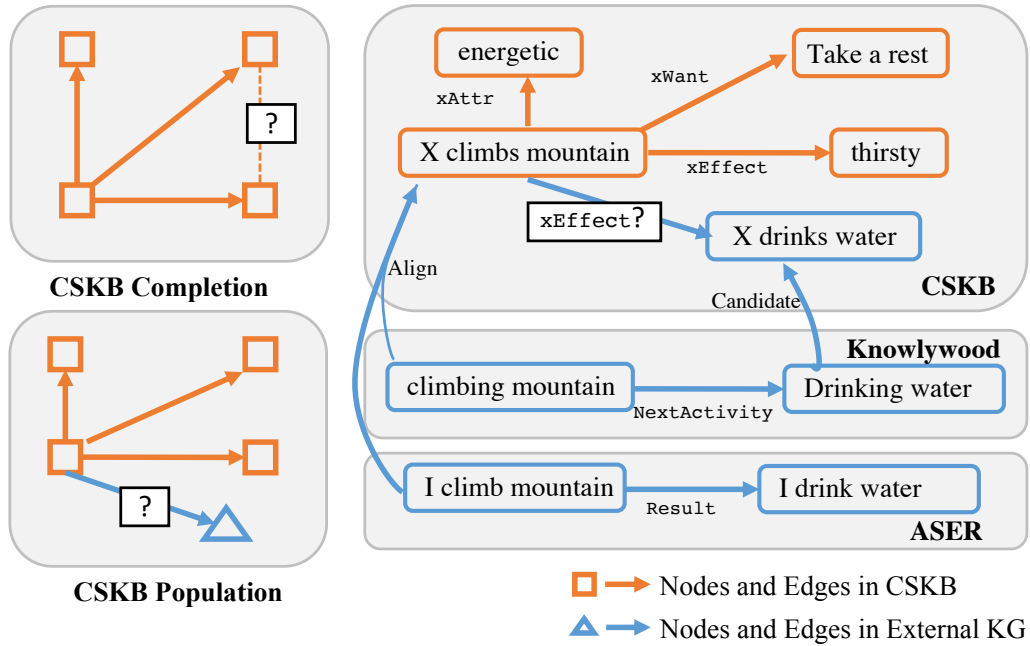 ?
CSKB Completion
?
CSKB Population
energetic
Take a rest
xAttr
xWant
X climbs mountain
thirsty
xEffect
xEffect?
X drinks water
Align
Candidate
CSKB
Knowlywood
climbing mountain
Drinking water
NextActivity
I climb mountain
I drink water
Result
ASER
Nodes and Edges in CSKB
Nodes and Edges in External KG